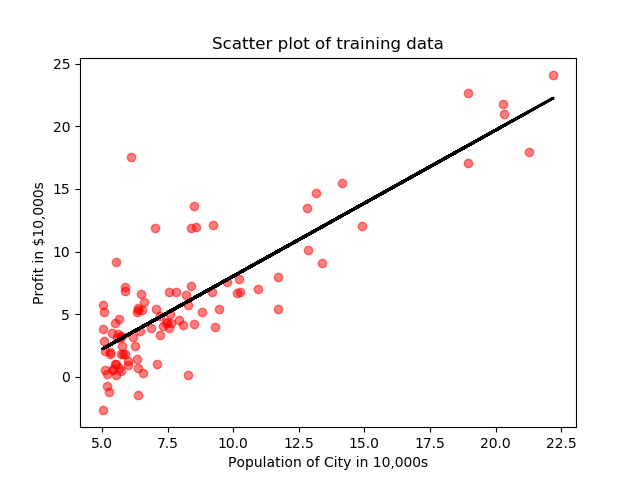 Scatter plot of training data
25
20
15
10
5
0
Profit in $10,000s
5.0 7.5 10.0 12.5 15.0 17.5 20.0 22.5
Population of City in 10,000s